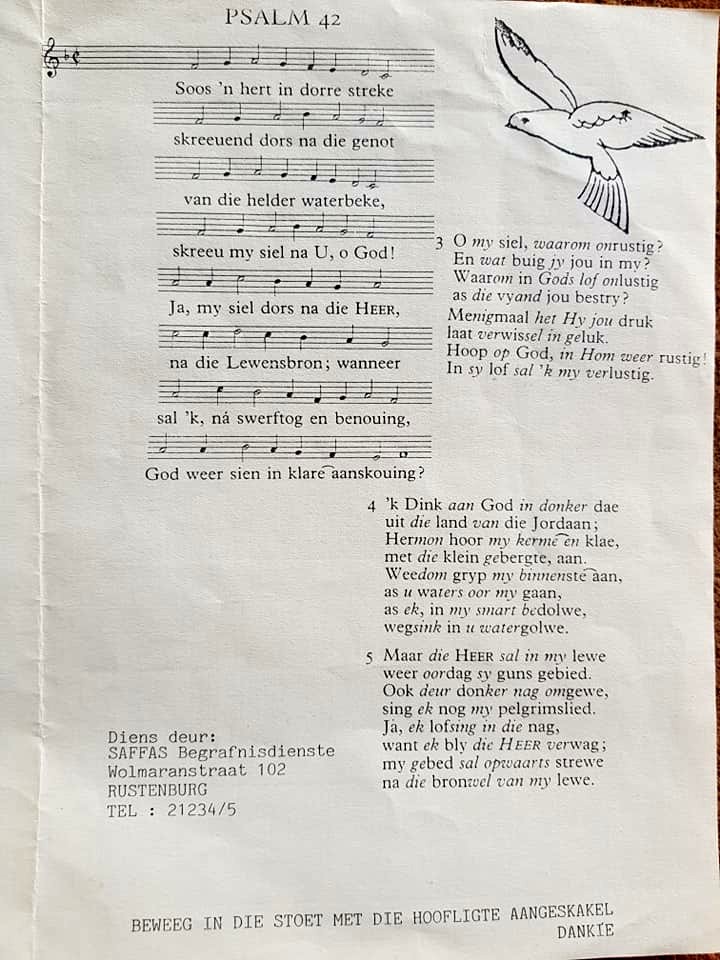 PSALM 42
Soos 'n hert in dorre streke
skreeuend dors na die genot
van die helder waterbeke,
skreeu my siel na U, o God!
Ja, my siel dors na die HEER,
na die Lewensbron; wanneer
sal 'k, ná swerftog en benouing,
God weer sien in klare aanskouing?
3 O my siel, waarom onrustig?
En wat buig jy jou in my?
Waarom in Gods lof onlustig
as die vyand jou bestry?
Menigmaal het Hy jou druk
laat verwissel in geluk.
Hoop op God, in Hom weer rustig!
In sy lof sal 'k my verlustig.
4 'k Dink aan God in donker dae
uit die land van die Jordaan;
Hermon hoor my kerme en klae,
met die klein gebergte, aan.
Weedom gryp my binnenste aan,
as u waters oor my gaan,
as ek, in my smart bedolwe,
wegsink in u watergolwe.
5 Maar die HEER sal in my lewe
weer oordag sy guns gebied.
Ook deur donker nag omgewe,
sing ek nog my pelgrimslied.
Ja, ek lofsing in die nag,
want ek bly die HEER verwag;
my gebed sal opwaarts strewe
na die bronwel van my lewe.
Diens deur:
SAFFAS Begrafnisdienste
Wolmaranstraat 102
RUSTENBURG
TEL : 21234/5
BEWEEG IN DIE STOET MET DIE HOOFLIGTE AANGESKAKEL
DANKIE